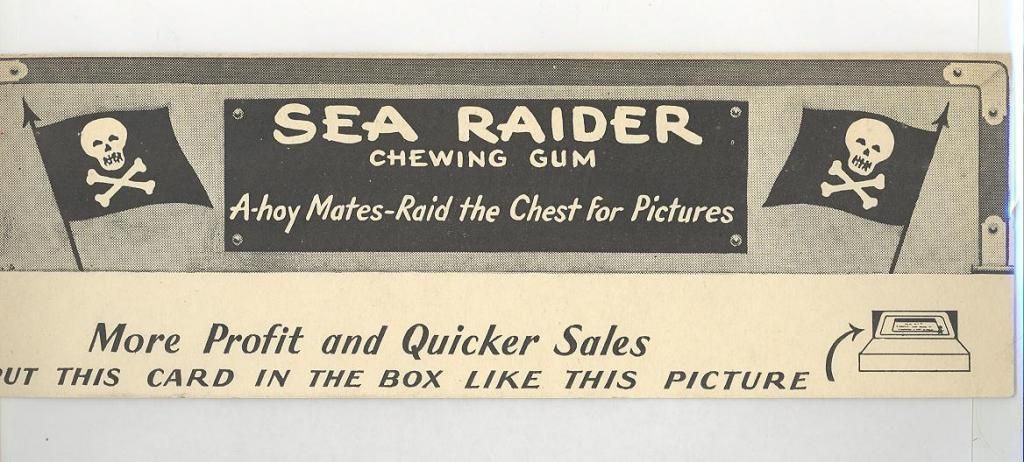 SEA RAIDER
CHEWING GUM
A-hoy Mates-Raid the Chest for Pictures
More Profit and Quicker Sales
THIS CARD IN THE BOX LIKE THIS PICTURE